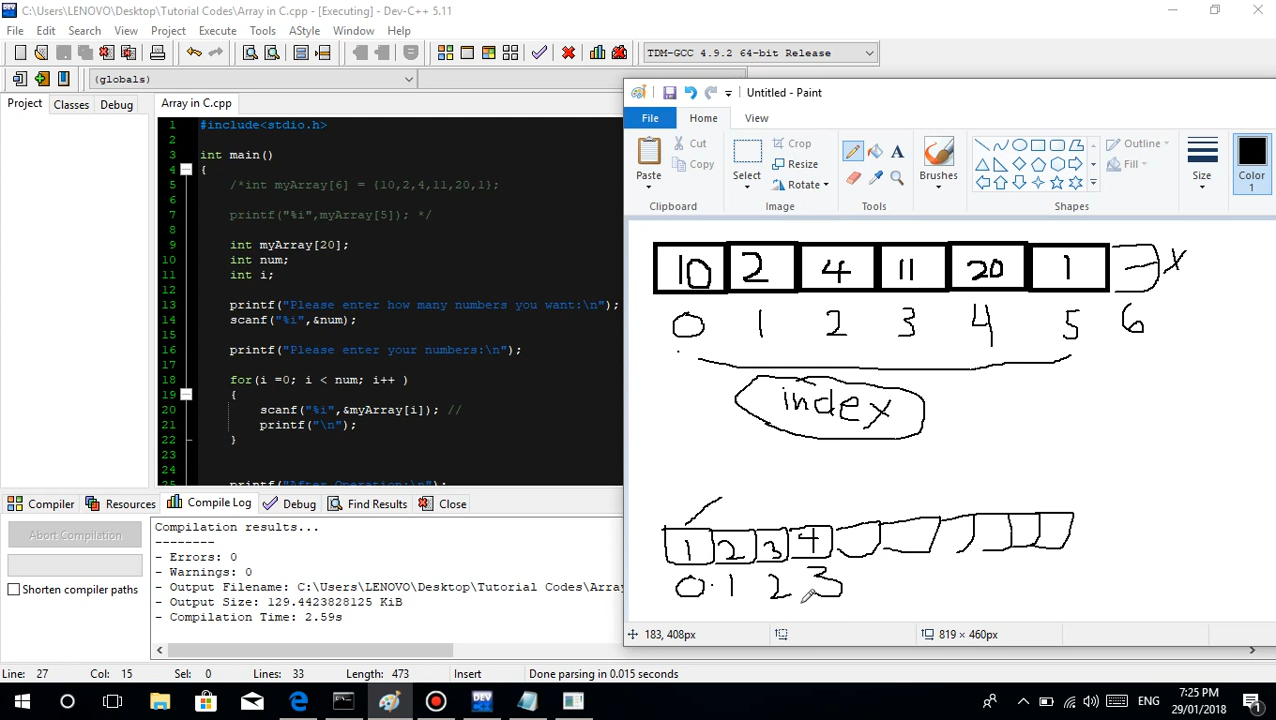 C:\Users\LENOVO\Desktop\Tutorial Codes\Array in C.cpp - [Executing] - Dev-C++ 5.11
File Edit Search View Project Execute Tools AStyle Window Help
TDM-GCC 4.9.2 64-bit Release
(globals)
Project Classes Debug
Array in C.cpp
1 #include<stdio.h>
2
3 int main()
4 {
5 /*int myArray[6] = {10,2,4,11,20,1};
6
7 printf("%i",myArray[5]); */
8
9 int myArray[20];
10 int num;
11 int i;
12
13 printf("Please enter how many numbers you want:\n");
14 scanf("%i",&num);
15
16 printf("Please enter your numbers:\n");
17
18 for(i =0; i < num; i++ )
19 {
20 scanf("%i",&myArray[i]); //
21 printf("\n");
22 }
23
24
25 printf("After Operation:\n");
Compiler Resources Compile Log Debug Find Results Close
Abort Compilation
Shorten compiler paths
Compilation results...
--------
- Errors: 0
- Warnings: 0
- Output Filename: C:\Users\LENOVO\Desktop\Tutorial Codes\Array
- Output Size: 129.4423828125 KiB
- Compilation Time: 2.59s
Line: 27 Col: 15 Sel: 0 Lines: 33 Length: 473 Insert Done parsing in 0.015 seconds
Untitled - Paint
File Home View
Paste Cut Copy
Clipboard
Select Crop Resize Rotate
Image
A
Tools
Brushes
Outline Fill
Shapes
Size
Color 1
10 2 4 11 20 1 X
0 1 2 3 4 5 6
index
1 2 3 4
0 1 2 3
183, 408px
819 × 460px
ENG
7:25 PM
29/01/2018
1